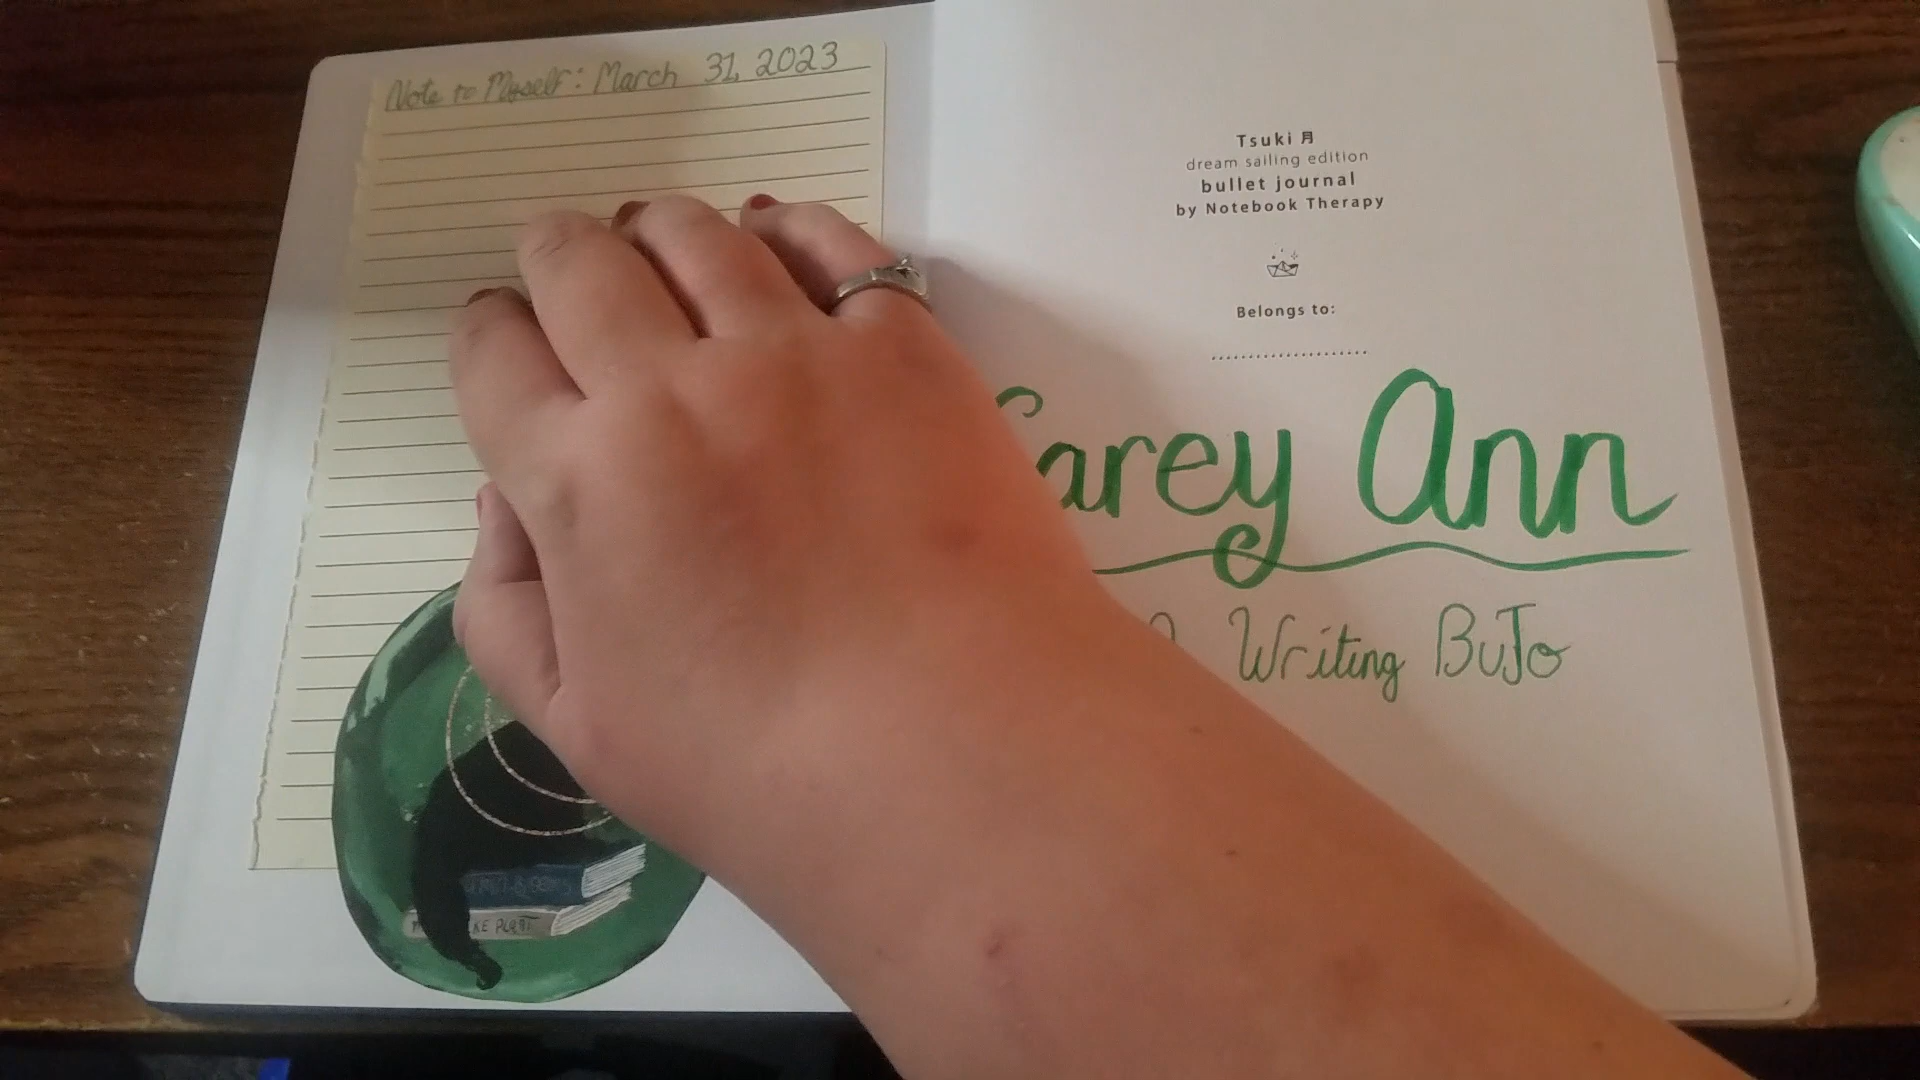 Note to Myself: March 31, 2023
Tsuki 月
dream sailing edition
bullet journal
by Notebook Therapy
Belongs to:
Carey Ann
Writing BuJo